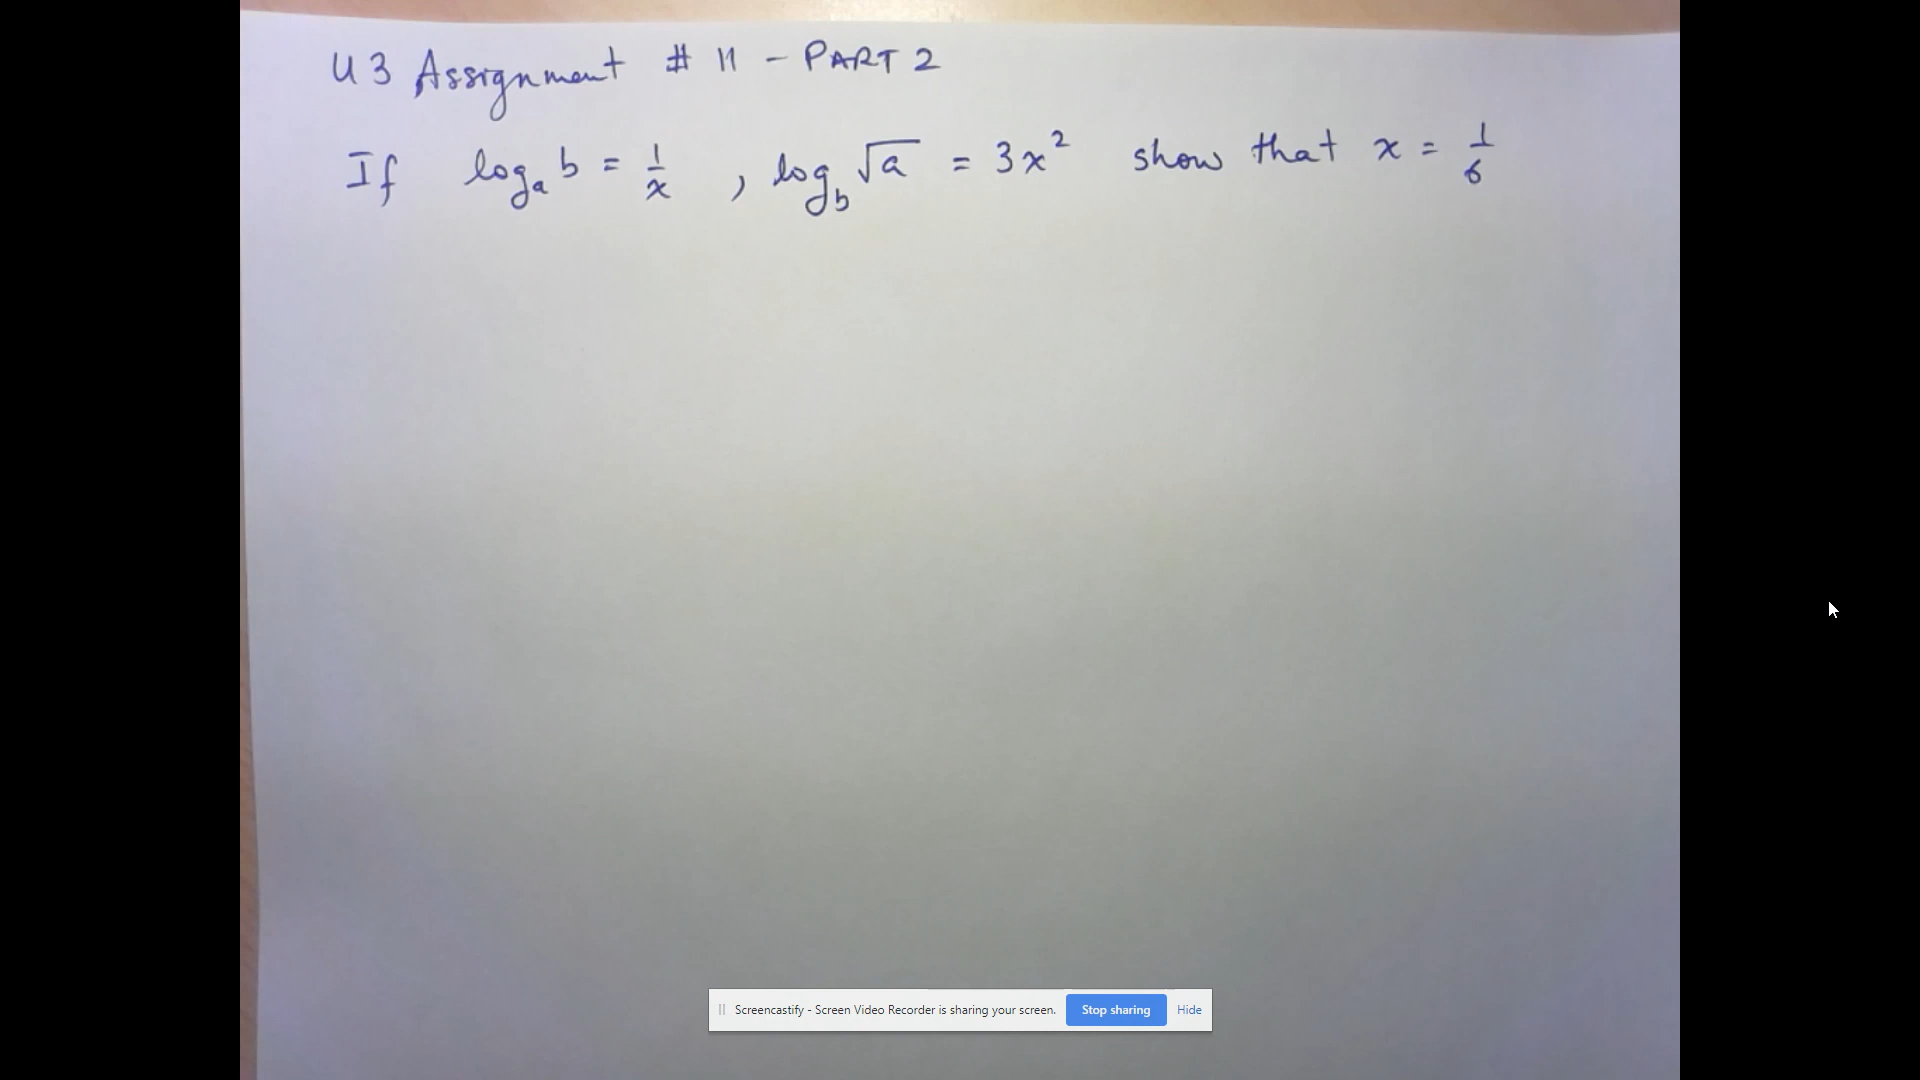 U3 Assignment # 11 - PART 2
If log_a b = 1/x , log_b √a = 3x² show that x = 1/6
Screencastify - Screen Video Recorder is sharing your screen. Stop sharing Hide